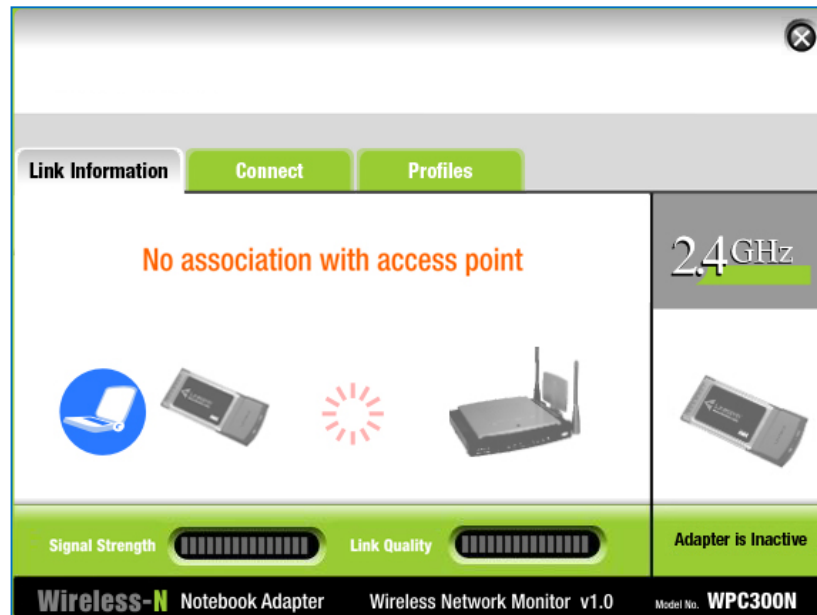 Link Information
Connect
Profiles
No association with access point
2.4GHz
Signal Strength
Link Quality
Adapter is Inactive
Wireless-N Notebook Adapter Wireless Network Monitor v1.0 Model No. WPC300N